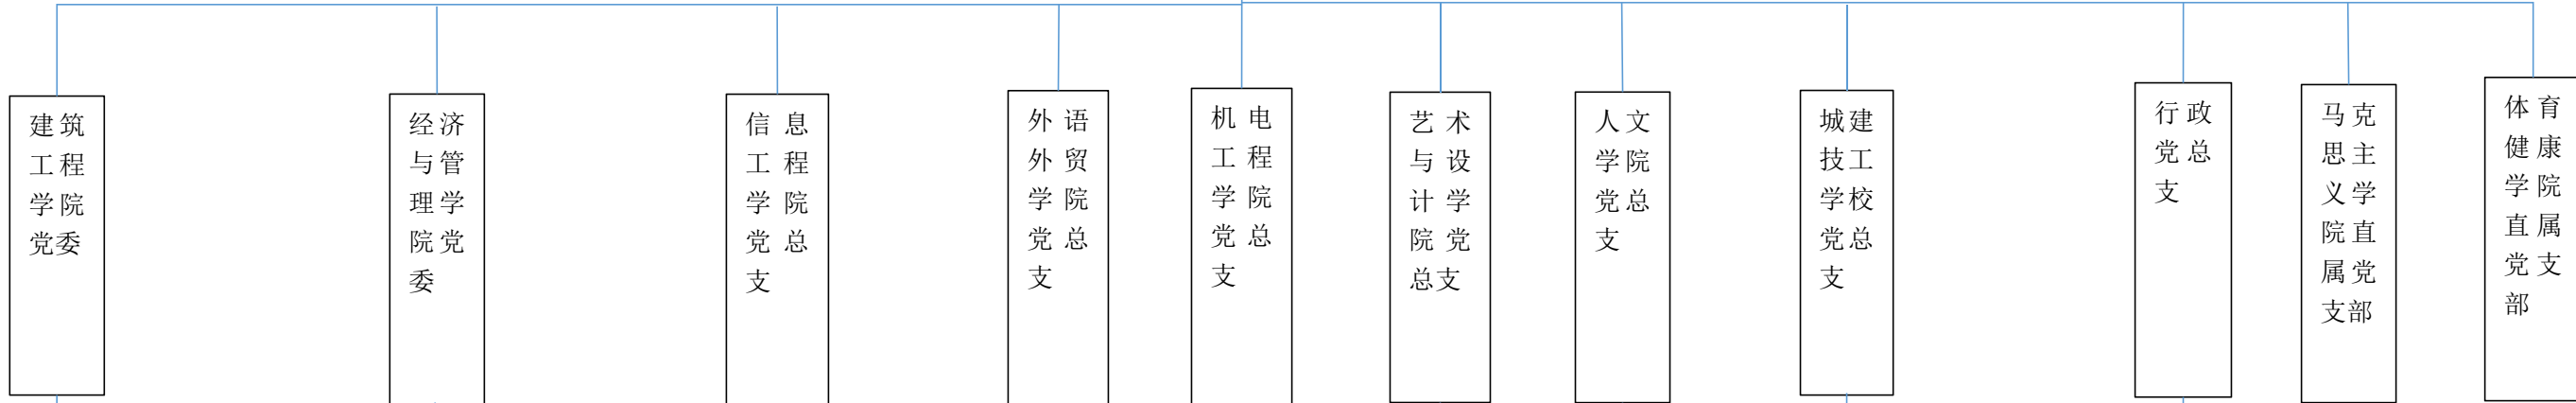 建筑
工程
学院
党委
经济
与管
理学
院党
委
信息
工程
学院
党总
支
外语
外贸
学院
党总
支
机电
工程
学院
党总
支
艺术
与设
计学
院党
总支
人文
学院
党总
支
城建
技工
学校
党总
支
行政
党总
支
马克
思主
义学
院直
属党
支部
体育
健康
学院
直属
党支
部